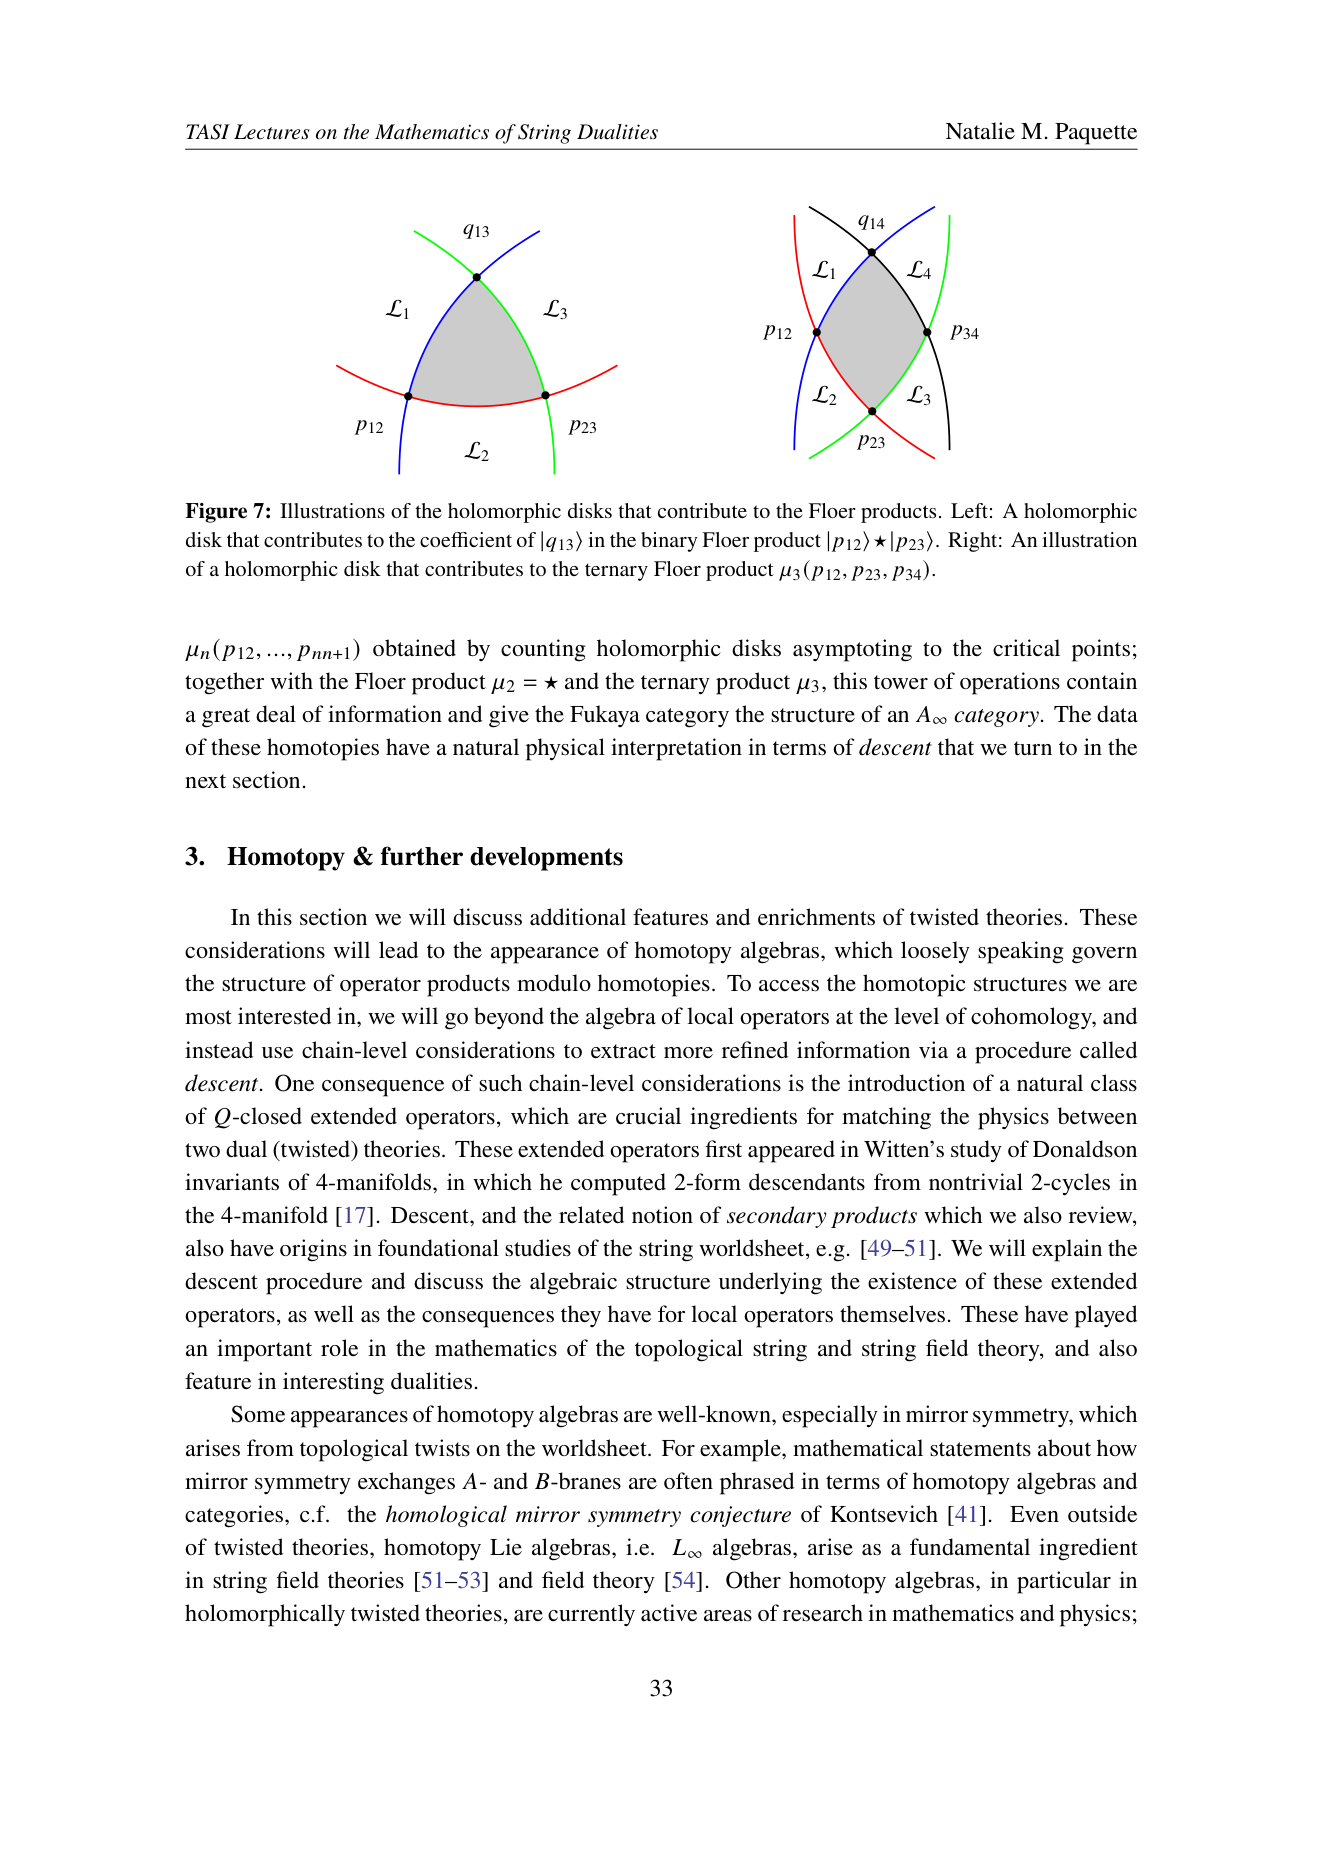 TASI Lectures on the Mathematics of String Dualities Natalie M. Paquette
q13
ℒ1
ℒ3
p12
p23
ℒ2
q14
ℒ1
ℒ4
p12
p34
ℒ2
ℒ3
p23
Figure 7: Illustrations of the holomorphic disks that contribute to the Floer products. Left: A holomorphic
disk that contributes to the coefficient of |q13⟩ in the binary Floer product |p12⟩ ⋆ |p23⟩. Right: An illustration
of a holomorphic disk that contributes to the ternary Floer product μ3(p12, p23, p34).
μn(p12, ..., pnn+1) obtained by counting holomorphic disks asymptoting to the critical points;
together with the Floer product μ2 = ⋆ and the ternary product μ3, this tower of operations contain
a great deal of information and give the Fukaya category the structure of an A∞ category. The data
of these homotopies have a natural physical interpretation in terms of descent that we turn to in the
next section.
3. Homotopy & further developments
In this section we will discuss additional features and enrichments of twisted theories. These
considerations will lead to the appearance of homotopy algebras, which loosely speaking govern
the structure of operator products modulo homotopies. To access the homotopic structures we are
most interested in, we will go beyond the algebra of local operators at the level of cohomology, and
instead use chain-level considerations to extract more refined information via a procedure called
descent. One consequence of such chain-level considerations is the introduction of a natural class
of Q-closed extended operators, which are crucial ingredients for matching the physics between
two dual (twisted) theories. These extended operators first appeared in Witten's study of Donaldson
invariants of 4-manifolds, in which he computed 2-form descendants from nontrivial 2-cycles in
the 4-manifold [17]. Descent, and the related notion of secondary products which we also review,
also have origins in foundational studies of the string worldsheet, e.g. [49–51]. We will explain the
descent procedure and discuss the algebraic structure underlying the existence of these extended
operators, as well as the consequences they have for local operators themselves. These have played
an important role in the mathematics of the topological string and string field theory, and also
feature in interesting dualities.
Some appearances of homotopy algebras are well-known, especially in mirror symmetry, which
arises from topological twists on the worldsheet. For example, mathematical statements about how
mirror symmetry exchanges A- and B-branes are often phrased in terms of homotopy algebras and
categories, c.f. the homological mirror symmetry conjecture of Kontsevich [41]. Even outside
of twisted theories, homotopy Lie algebras, i.e. L∞ algebras, arise as a fundamental ingredient
in string field theories [51–53] and field theory [54]. Other homotopy algebras, in particular in
holomorphically twisted theories, are currently active areas of research in mathematics and physics;
33